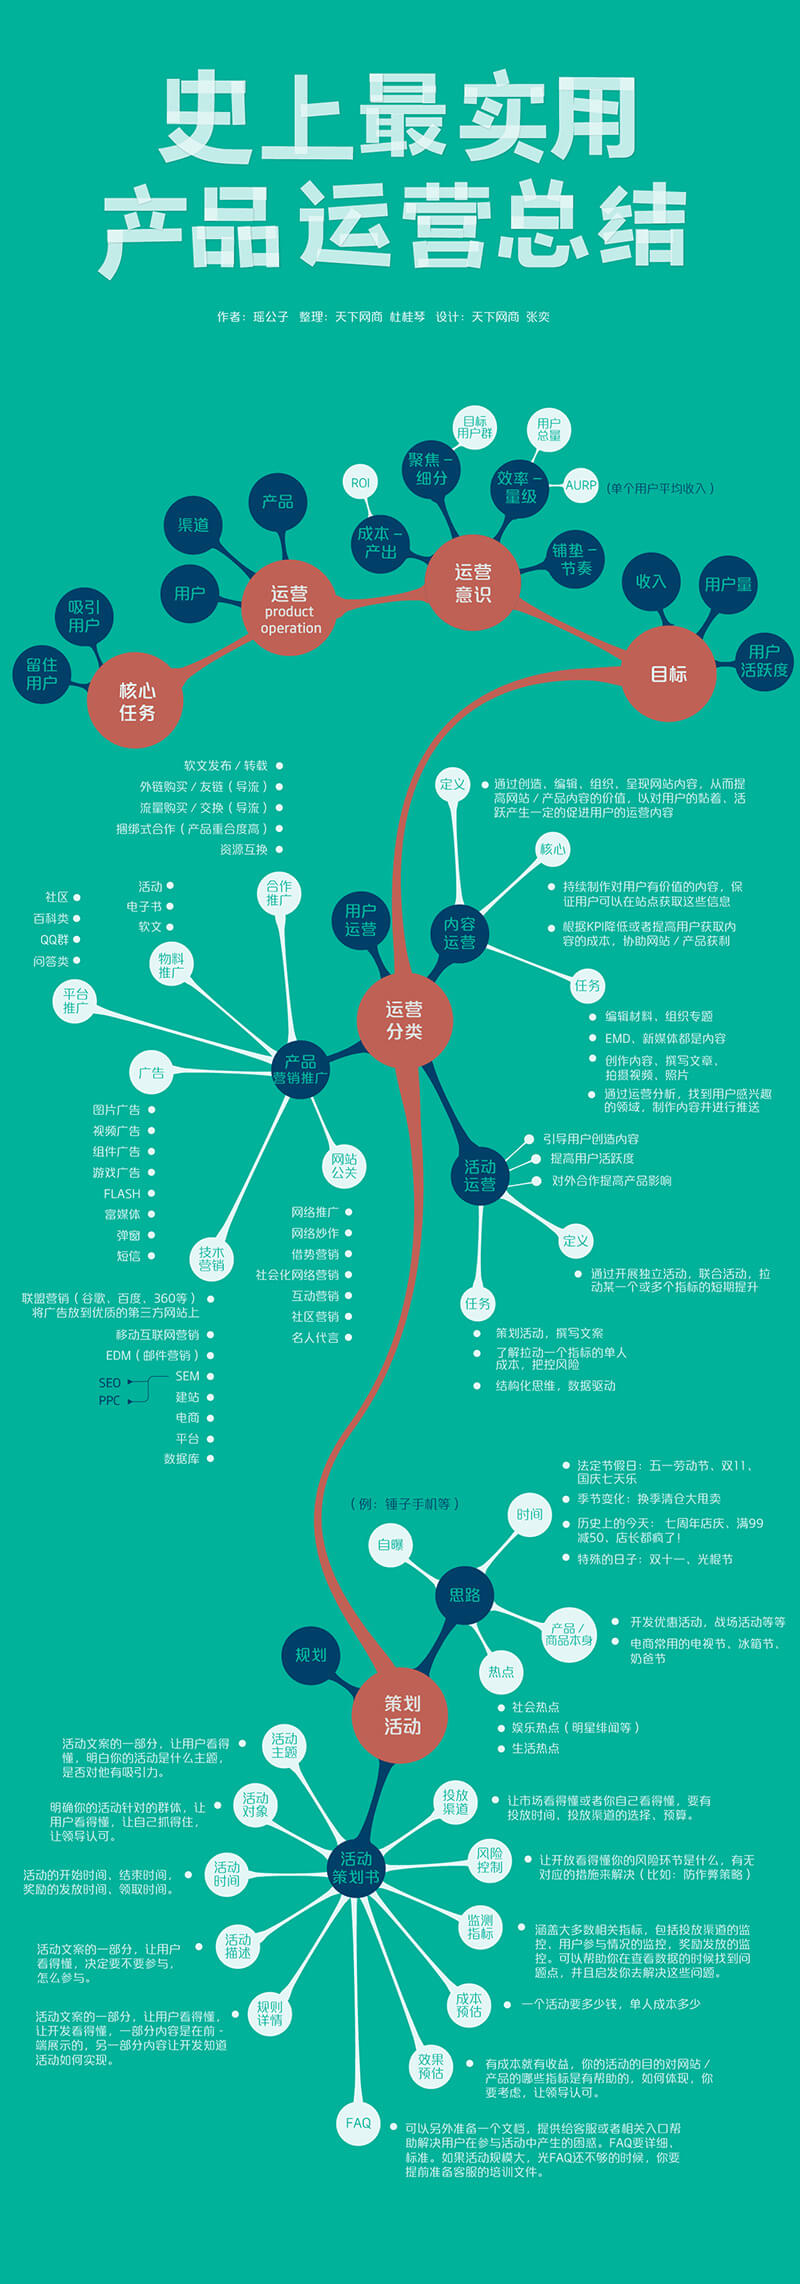 史上最实用
产品运营总结
作者：瑶公子 整理：天下网商 杜桂琴 设计：天下网商 张奕
目标
用户群
用户
总量
聚焦－
细分
效率－
量级
ROI
AURP
（单个用户平均收入）
成本－
产出
铺垫－
节奏
运营
意识
产品
渠道
用户
运营
product
operation
收入
用户量
用户
活跃度
目标
吸引
用户
留住
用户
核心
任务
软文发布 / 转载
外链购买 / 友链（导流）
流量购买 / 交换（导流）
捆绑式合作（产品重合度高）
资源互换
合作
推广
活动
电子书
软文
物料
推广
社区
百科类
QQ群
问答类
平台
推广
用户
运营
运营
分类
产品
营销推广
广告
图片广告
视频广告
组件广告
游戏广告
FLASH
富媒体
弹窗
短信
网站
公关
网络推广
网络炒作
借势营销
社会化网络营销
互动营销
社区营销
名人代言
技术
营销
联盟营销（谷歌、百度、360等）
将广告放到优质的第三方网站上
移动互联网营销
EDM（邮件营销）
SEM
SEO
PPC
建站
电商
平台
数据库
定义
通过创造、编辑、组织、呈现网站内容，从而提
高网站 / 产品内容的价值，以对用户的黏着、活
跃产生一定的促进用户的运营内容
核心
持续制作对用户有价值的内容，保
证用户可以在站点获取这些信息
根据KPI降低或者提高用户获取内
容的成本，协助网站 / 产品获利
内容
运营
任务
编辑材料、组织专题
EMD、新媒体都是内容
创作内容、撰写文章、
拍摄视频、照片
通过运营分析，找到用户感兴趣
的领域，制作内容并进行推送
活动
运营
引导用户创造内容
提高用户活跃度
对外合作提高产品影响
定义
通过开展独立活动，联合活动，拉
动某一个或多个指标的短期提升
任务
策划活动，撰写文案
了解拉动一个指标的单人
成本，把控风险
结构化思维，数据驱动
（例：锤子手机等）
自曝
时间
法定节假日：五一劳动节、双11、
国庆七天乐
季节变化：换季清仓大甩卖
历史上的今天：七周年店庆、满99
减50、店长都疯了！
特殊的日子：双十一、光棍节
思路
产品 /
商品本身
开发优惠活动，战场活动等等
电商常用的电视节、冰箱节、
奶爸节
热点
社会热点
娱乐热点（明星绯闻等）
生活热点
规划
策划
活动
活动
主题
活动文案的一部分，让用户看得
懂，明白你的活动是什么主题，
是否对他有吸引力。
活动
对象
明确你的活动针对的群体，让
用户看得懂，让自己抓得住，
让领导认可。
活动
时间
活动的开始时间、结束时间，
奖励的发放时间、领取时间。
活动
描述
活动文案的一部分，让用户
看得懂，决定要不要参与，
怎么参与。
规则
详情
活动文案的一部分，让用户看得懂，
让开发看得懂，一部分内容是在前－
端展示的，另一部分内容让开发知道
活动如何实现。
活动
策划书
投放
渠道
让市场看得懂或者你自己看得懂，要有
投放时间、投放渠道的选择、预算。
风险
控制
让开放看得懂你的风险环节是什么，有无
对应的措施来解决（比如：防作弊策略）
监测
指标
涵盖大多数相关指标，包括投放渠道的监
控、用户参与情况的监控，奖励发放的监
控。可以帮助你在查看数据的时候找到问
题点，并且启发你去解决这些问题。
成本
预估
一个活动要多少钱，单人成本多少
效果
预估
有成本就有收益，你的活动的目的对网站 /
产品的哪些指标是有帮助的，如何体现，你
要考虑，让领导认可。
FAQ
可以另外准备一个文档，提供给客服或者相关入口帮
助解决用户在参与活动中产生的困惑。FAQ要详细、
标准。如果活动规模大，光FAQ还不够的时候，你要
提前准备客服的培训文件。